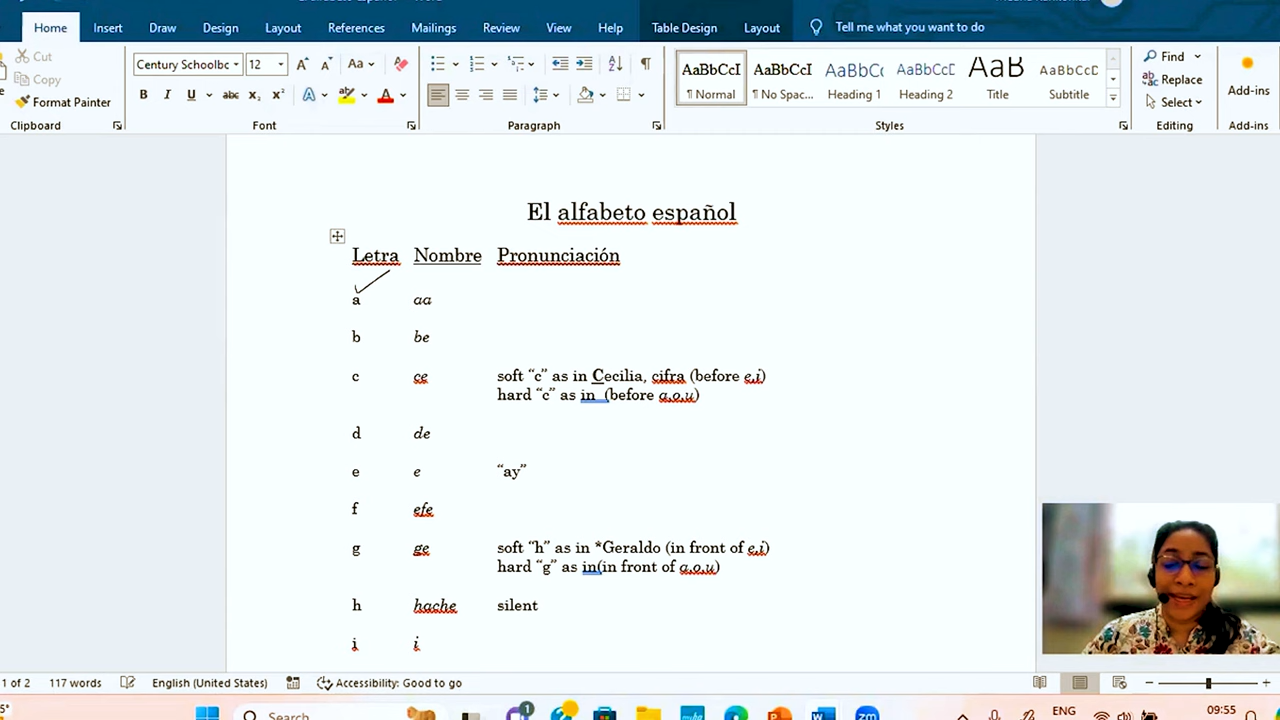 Home Insert Draw Design Layout References Mailings Review View Help Table Design Layout Tell me what you want to do
Cut
Copy
Format Painter
Clipboard
Century Schoolbc 12
Font
Paragraph
AaBbCcI AaBbCcI AaBbCc AaBbCcD AaB AaBbCcD
¶ Normal ¶ No Spac... Heading 1 Heading 2 Title Subtitle
Styles
Find
Replace
Select
Editing
Add-ins
Add-ins
El alfabeto español
Letra Nombre Pronunciación
a aa
b be
c ce soft “c” as in Cecilia, cifra (before e,i)
hard “c” as in (before a,o,u)
d de
e e “ay”
f efe
g ge soft “h” as in *Geraldo (in front of e,i)
hard “g” as in(in front of a,o,u)
h hache silent
i i
1 of 2 117 words English (United States) Accessibility: Good to go
Search
1
ENG
09:55